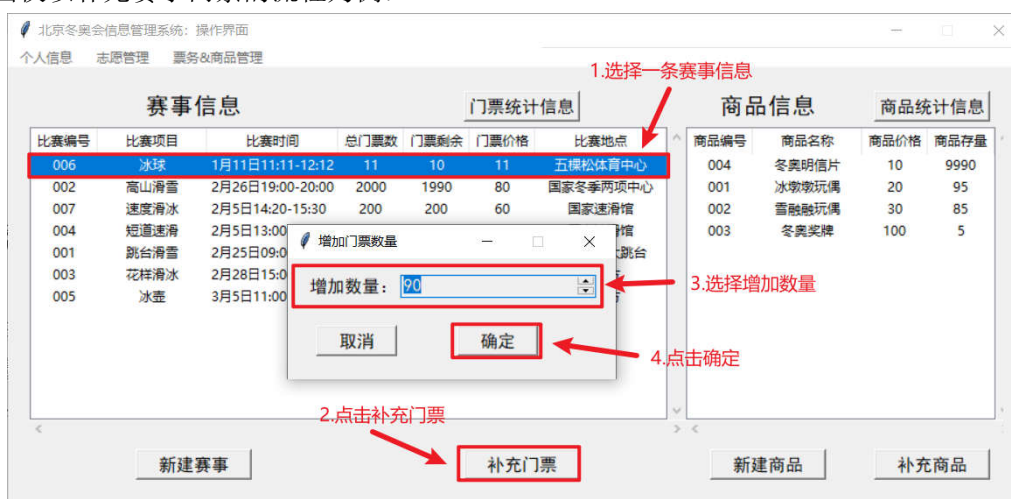 北京冬奥会信息管理系统：操作界面
个人信息 志愿管理 票务&商品管理
1.选择一条赛事信息
赛事信息 门票统计信息 商品信息 商品统计信息
比赛编号 比赛项目 比赛时间 总门票数 门票剩余 门票价格 比赛地点 商品编号 商品名称 商品价格 商品存量
006 冰球 1月11日11:11-12:12 11 10 11 五棵松体育中心 004 冬奥明信片 10 9990
002 高山滑雪 2月26日19:00-20:00 2000 1990 80 国家冬季两项中心 001 冰墩墩玩偶 20 95
007 速度滑冰 2月5日14:20-15:30 200 200 60 国家速滑馆 002 雪融融玩偶 30 85
004 短道速滑 2月5日13:00 滑馆 003 冬奥奖牌 100 5
001 跳台滑雪 2月25日09:0 跳台
003 花样滑冰 2月28日15:0
005 冰壶 3月5日11:00
增加门票数量
增加数量： 90
3.选择增加数量
取消 确定
4.点击确定
2.点击补充门票
新建赛事 补充门票 新建商品 补充商品